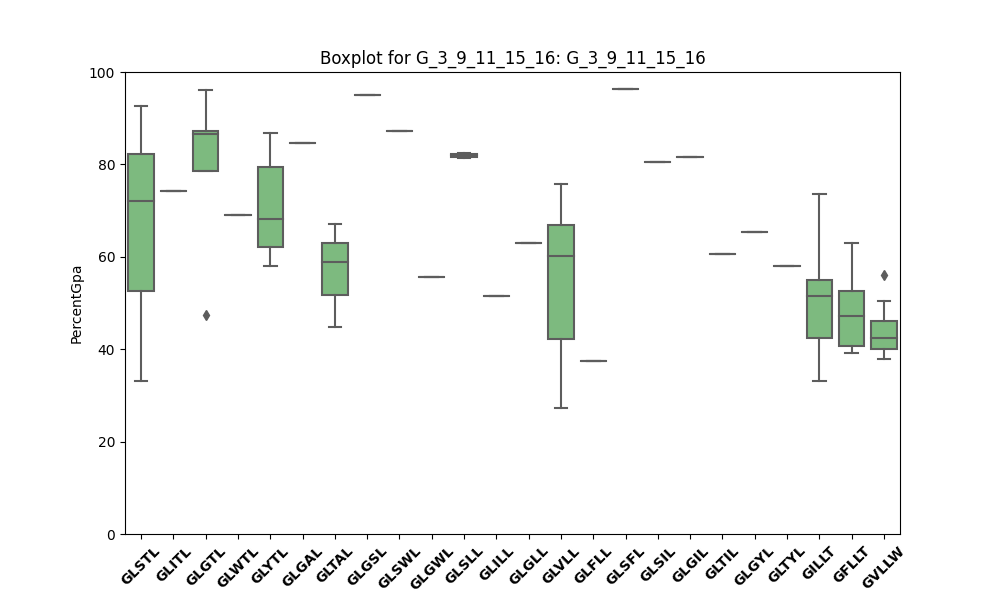 Boxplot for G_3_9_11_15_16: G_3_9_11_15_16
PercentGpa
100
80
60
40
20
0
GLSTL
GLITL
GLGTL
GLWTL
GLYTL
GLGAL
GLTAL
GLGSL
GLSWL
GLGWL
GLSLL
GLILL
GLGLL
GLVLL
GLFLL
GLSFL
GLSIL
GLGIL
GLTIL
GLGYL
GLTYL
GILLT
GFLLT
GVLLW